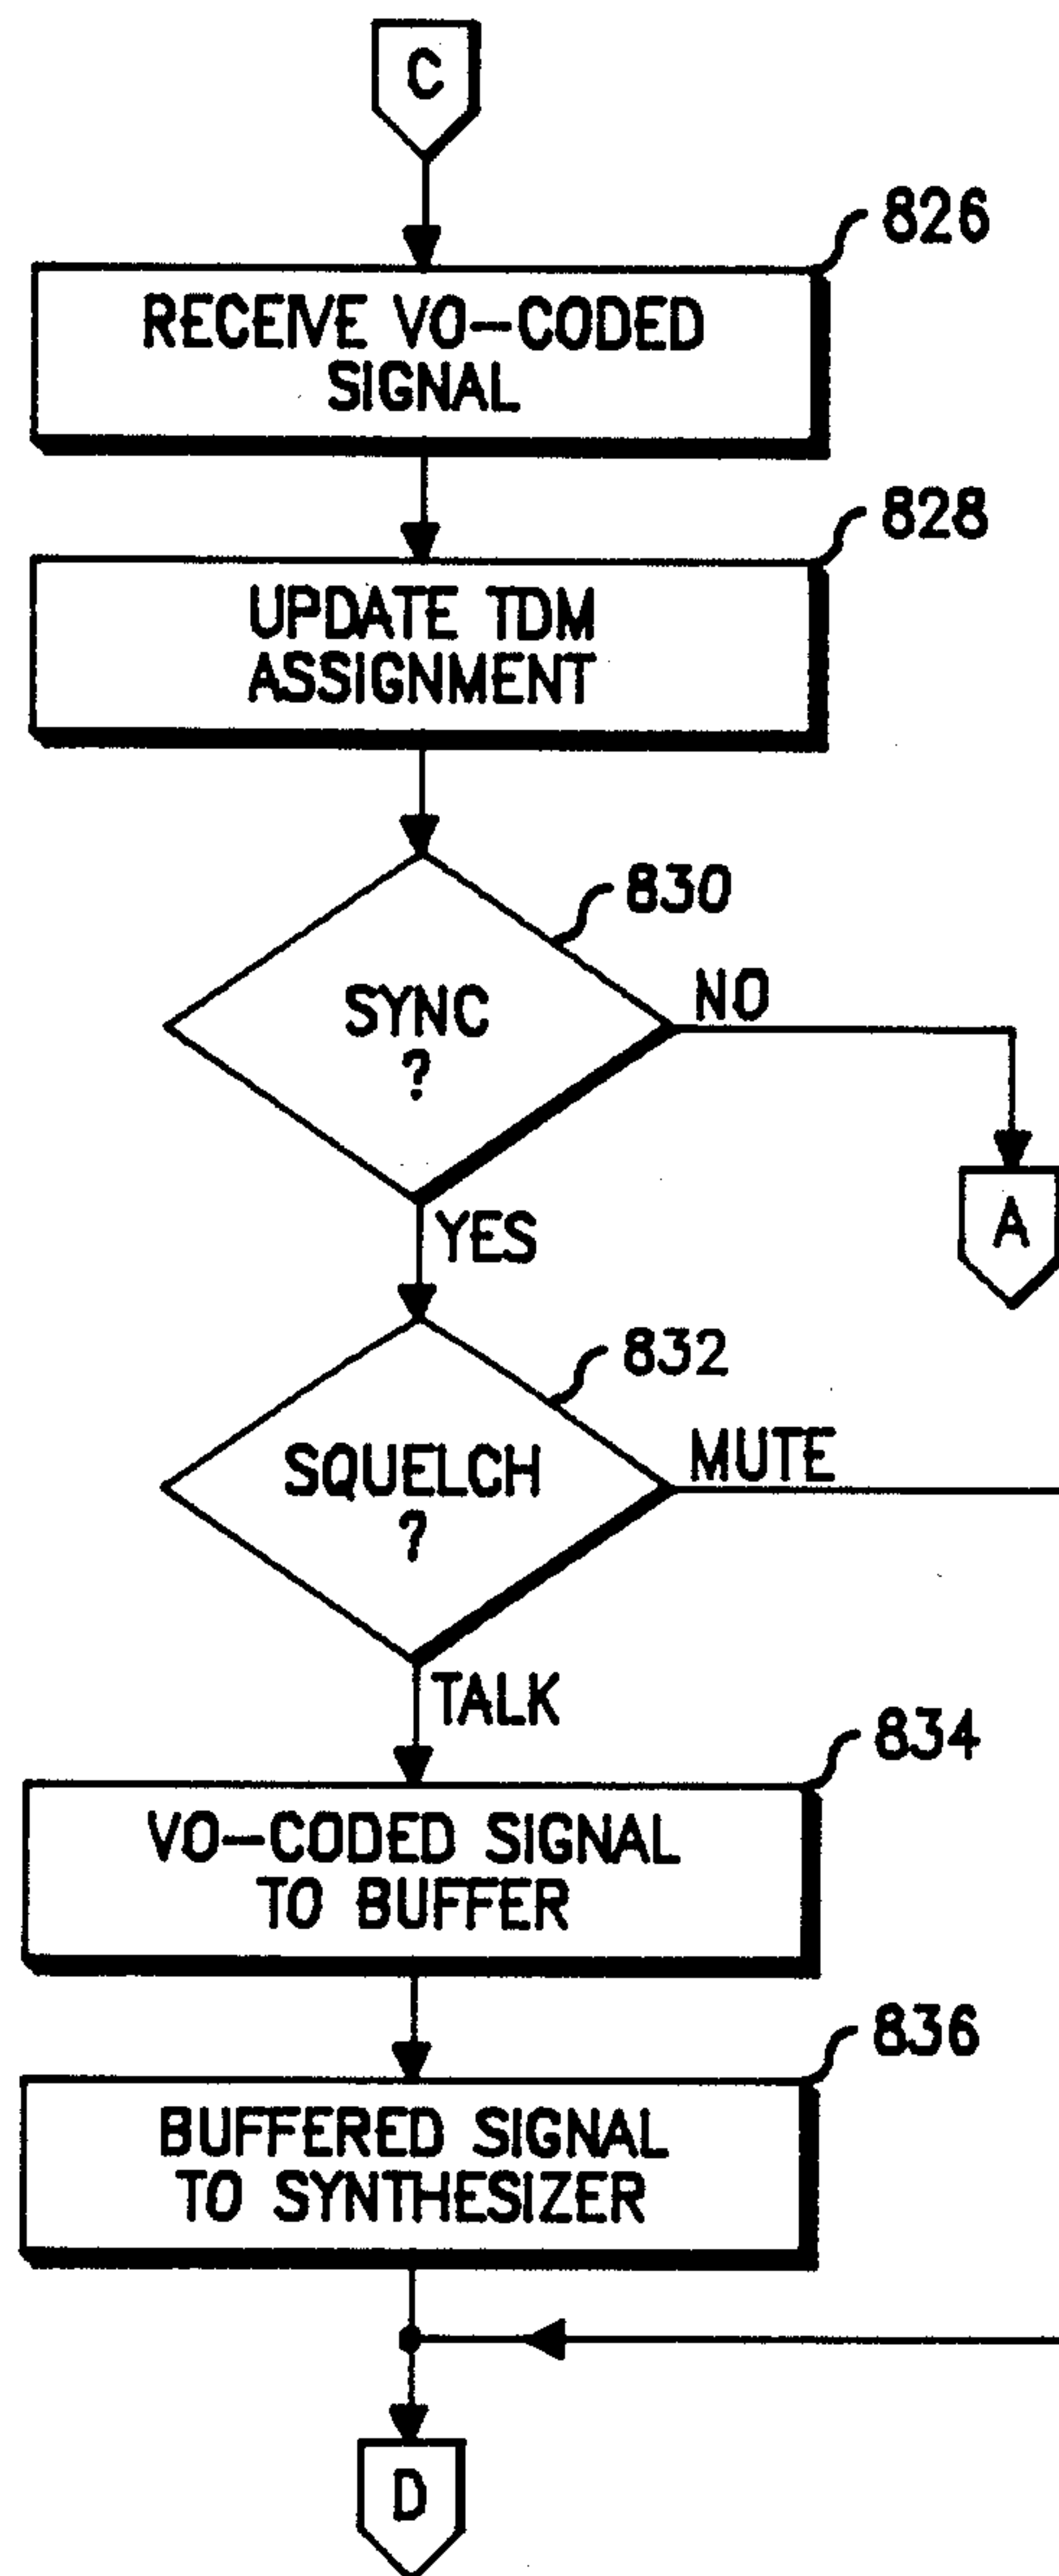 C
826
RECEIVE VO-CODED
SIGNAL
828
UPDATE TDM
ASSIGNMENT
830
SYNC
?
NO
A
YES
832
SQUELCH
?
MUTE
TALK
834
VO-CODED SIGNAL
TO BUFFER
836
BUFFERED SIGNAL
TO SYNTHESIZER
D